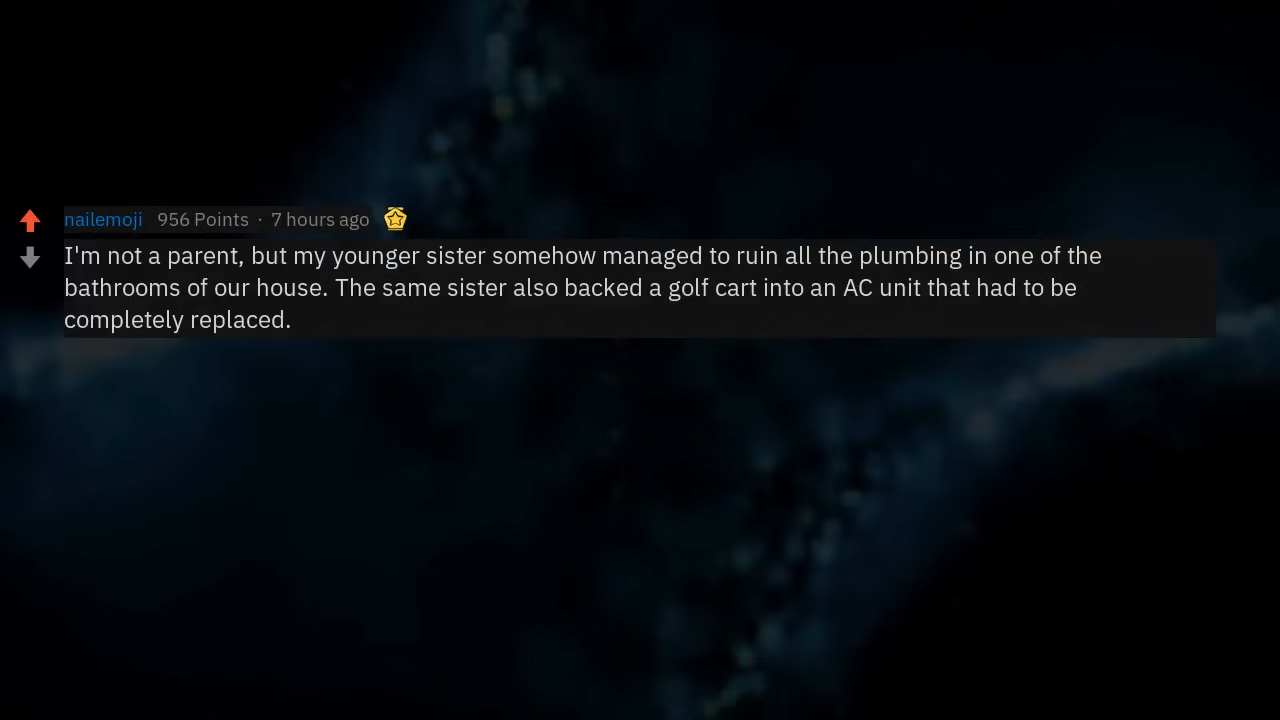 nailemoji 956 Points · 7 hours ago
I'm not a parent, but my younger sister somehow managed to ruin all the plumbing in one of the
bathrooms of our house. The same sister also backed a golf cart into an AC unit that had to be
completely replaced.